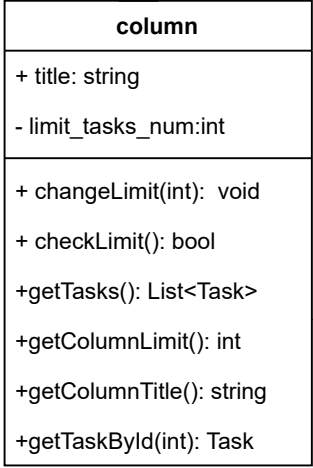 column
+ title: string
- limit_tasks_num:int
+ changeLimit(int): void
+ checkLimit(): bool
+getTasks(): List<Task>
+getColumnLimit(): int
+getColumnTitle(): string
+getTaskById(int): Task